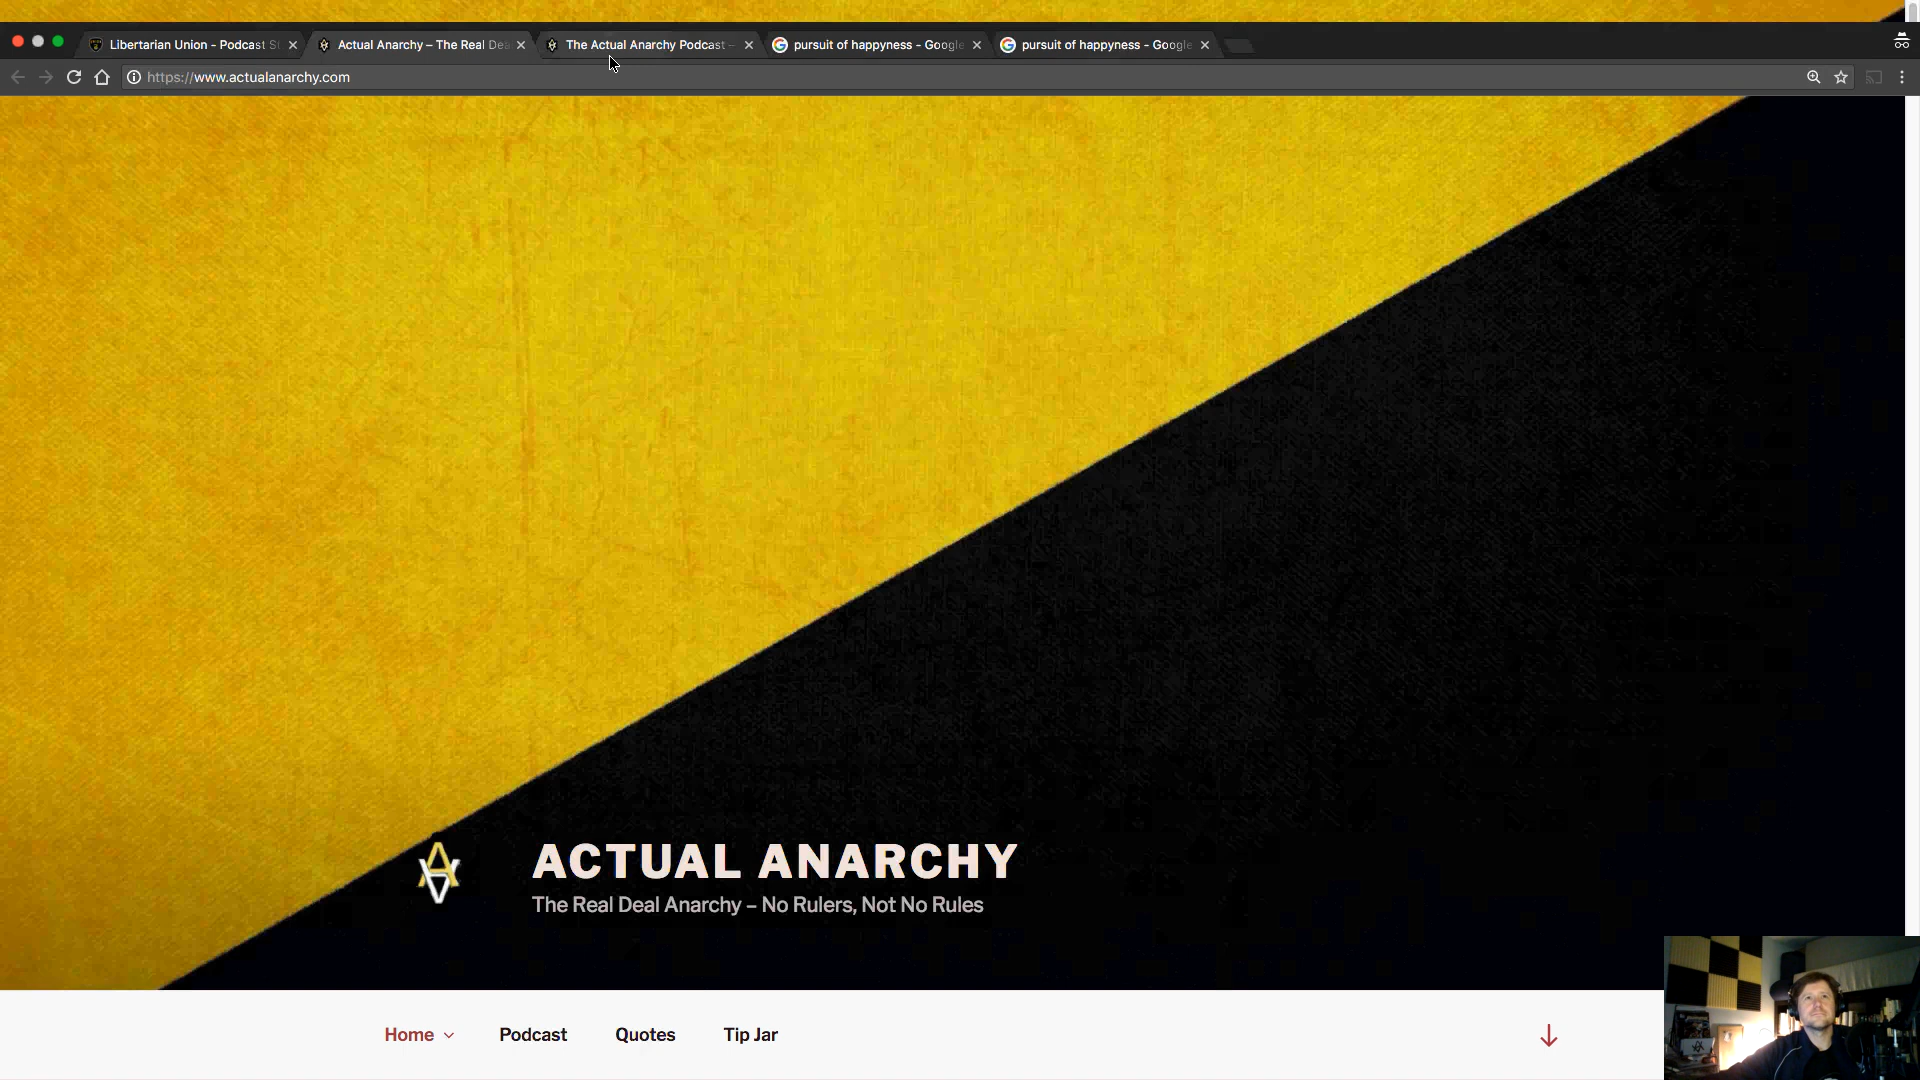 Libertarian Union - Podcast S
Actual Anarchy – The Real De
The Actual Anarchy Podcast –
pursuit of happyness - Google
pursuit of happyness - Google
https://www.actualanarchy.com
ACTUAL ANARCHY
The Real Deal Anarchy – No Rulers, Not No Rules
Home
Podcast
Quotes
Tip Jar